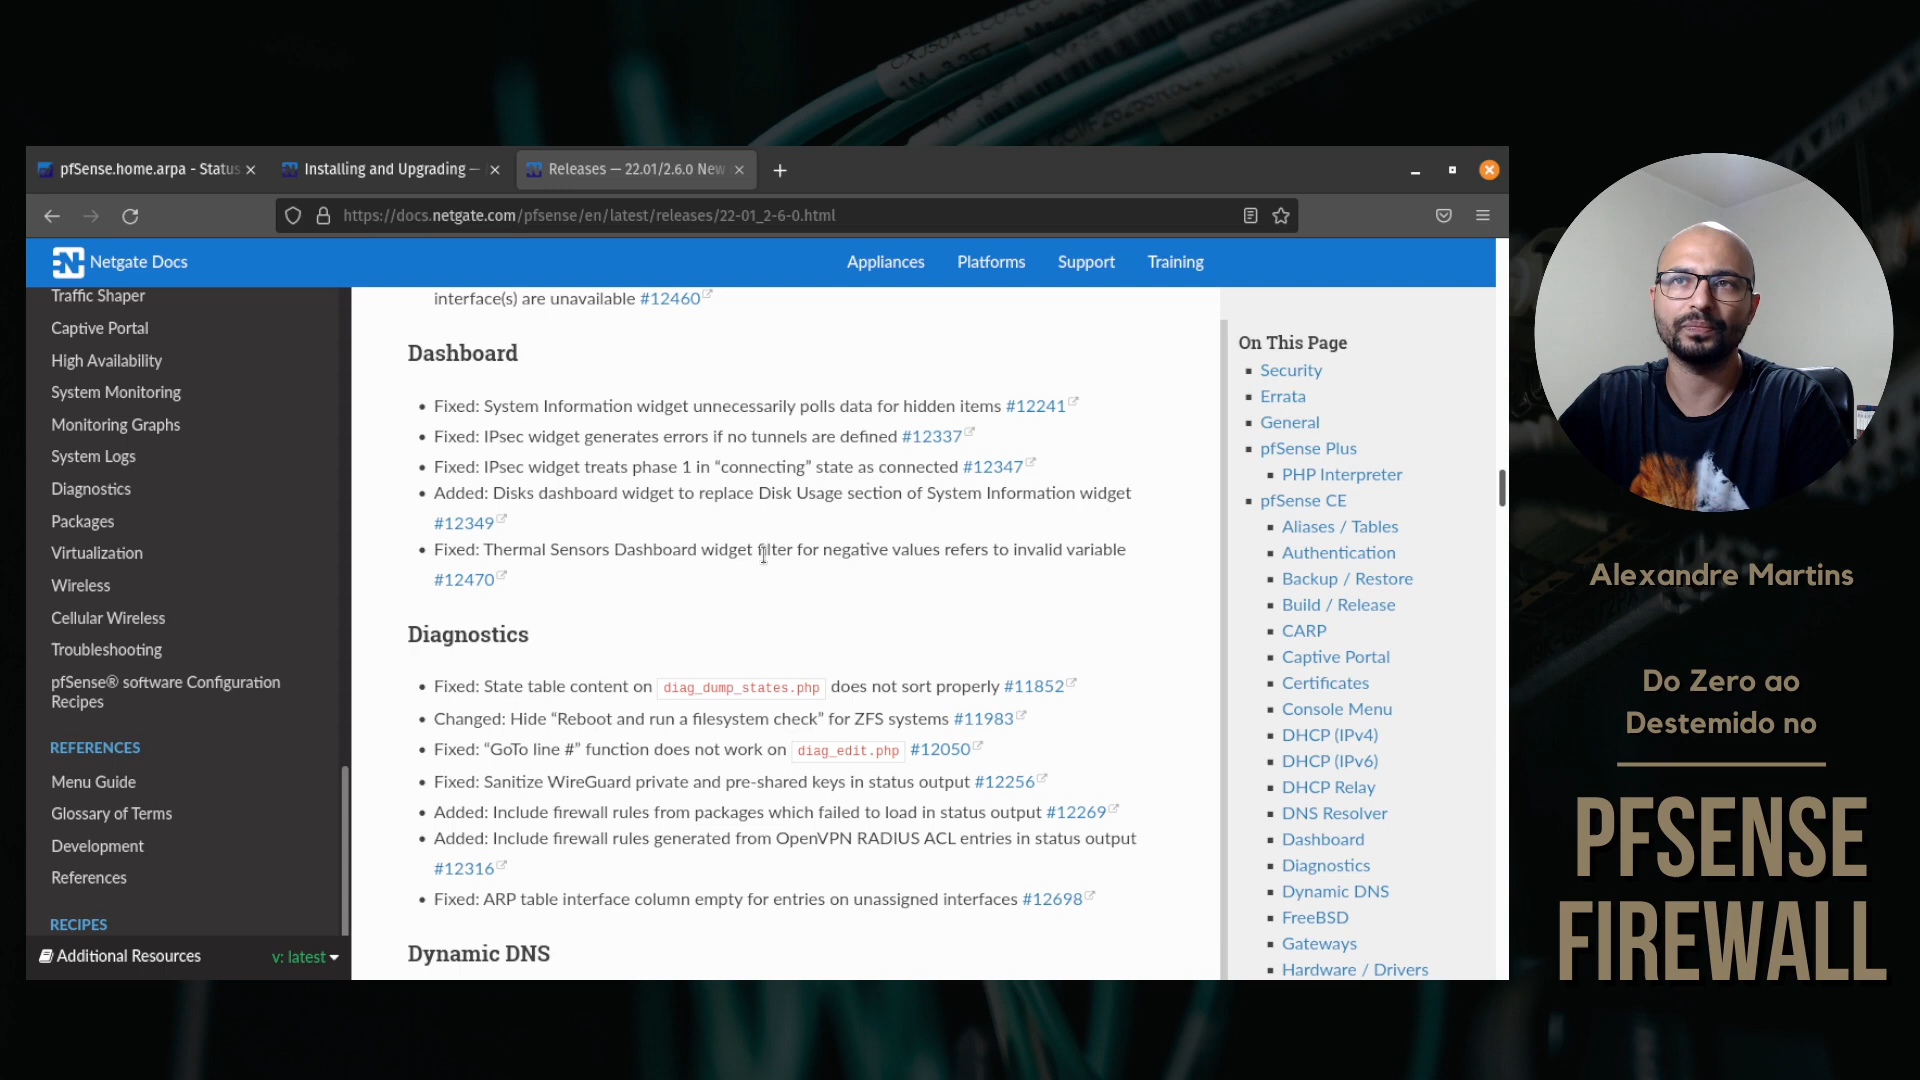 pfSense.home.arpa - Status
Installing and Upgrading —
Releases — 22.01/2.6.0 New
https://docs.netgate.com/pfsense/en/latest/releases/22-01_2-6-0.html
Netgate Docs
Appliances
Platforms
Support
Training
Traffic Shaper
Captive Portal
High Availability
System Monitoring
Monitoring Graphs
System Logs
Diagnostics
Packages
Virtualization
Wireless
Cellular Wireless
Troubleshooting
pfSense® software Configuration
Recipes
REFERENCES
Menu Guide
Glossary of Terms
Development
References
RECIPES
Additional Resources
v: latest
interface(s) are unavailable #12460
Dashboard
• Fixed: System Information widget unnecessarily polls data for hidden items #12241
• Fixed: IPsec widget generates errors if no tunnels are defined #12337
• Fixed: IPsec widget treats phase 1 in “connecting” state as connected #12347
• Added: Disks dashboard widget to replace Disk Usage section of System Information widget
#12349
• Fixed: Thermal Sensors Dashboard widget filter for negative values refers to invalid variable
#12470
Diagnostics
• Fixed: State table content on diag_dump_states.php does not sort properly #11852
• Changed: Hide “Reboot and run a filesystem check” for ZFS systems #11983
• Fixed: “GoTo line #” function does not work on diag_edit.php #12050
• Fixed: Sanitize WireGuard private and pre-shared keys in status output #12256
• Added: Include firewall rules from packages which failed to load in status output #12269
• Added: Include firewall rules generated from OpenVPN RADIUS ACL entries in status output
#12316
• Fixed: ARP table interface column empty for entries on unassigned interfaces #12698
Dynamic DNS
On This Page
Security
Errata
General
pfSense Plus
PHP Interpreter
pfSense CE
Aliases / Tables
Authentication
Backup / Restore
Build / Release
CARP
Captive Portal
Certificates
Console Menu
DHCP (IPv4)
DHCP (IPv6)
DHCP Relay
DNS Resolver
Dashboard
Diagnostics
Dynamic DNS
FreeBSD
Gateways
Hardware / Drivers
Alexandre Martins
Do Zero ao
Destemido no
PFSENSE
FIREWALL